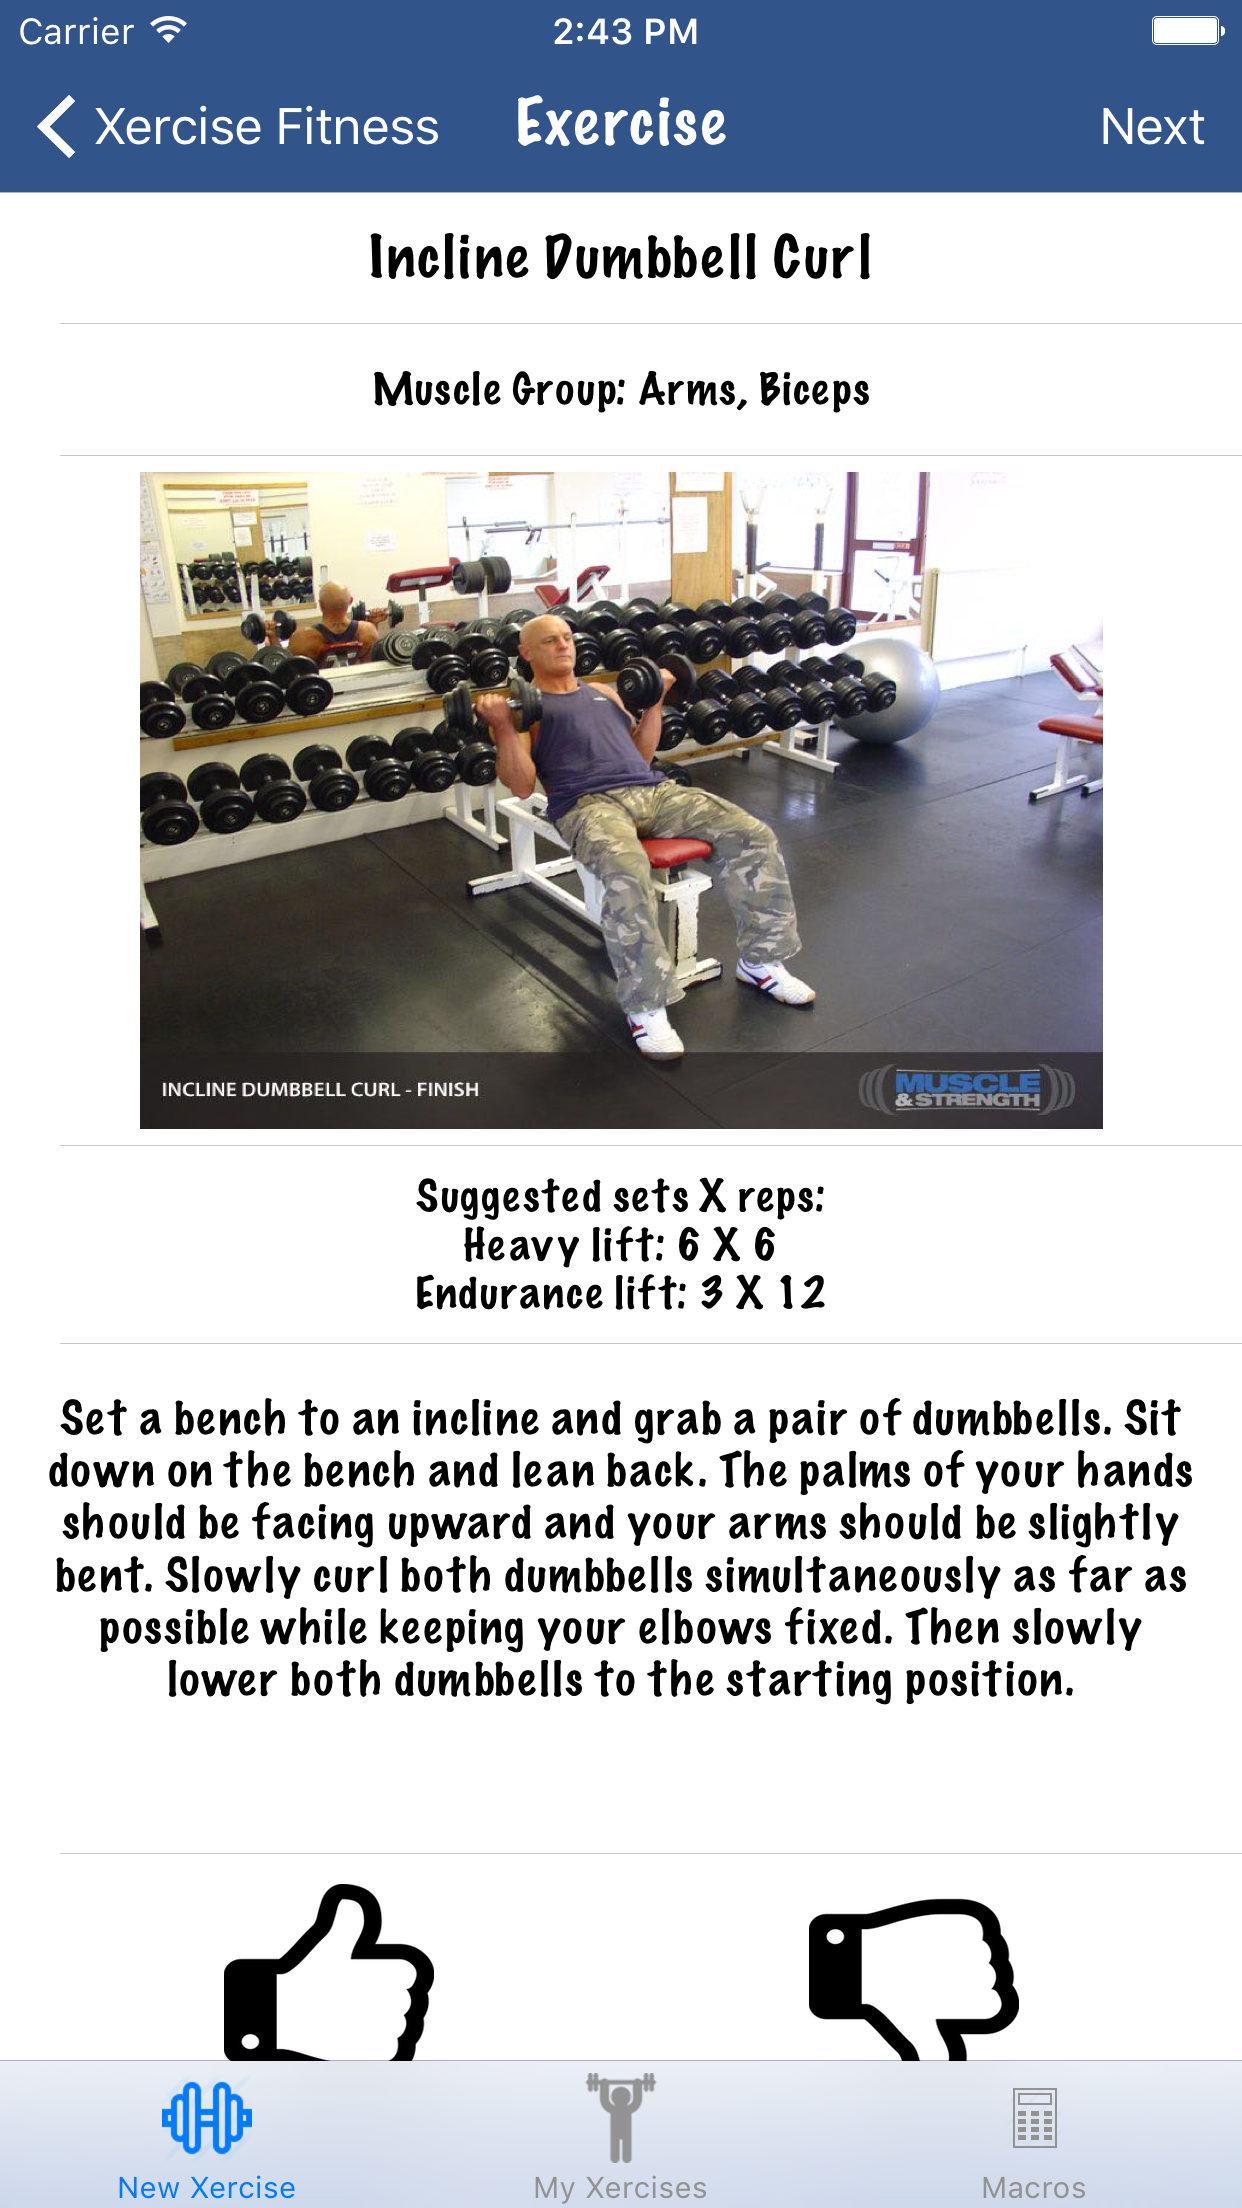 Carrier 2:43 PM
Xercise Fitness Exercise Next
Incline Dumbbell Curl
Muscle Group: Arms, Biceps
INCLINE DUMBBELL CURL - FINISH
MUSCLE
& STRENGTH
Suggested sets X reps:
Heavy lift: 6 X 6
Endurance lift: 3 X 12
Set a bench to an incline and grab a pair of dumbbells. Sit
down on the bench and lean back. The palms of your hands
should be facing upward and your arms should be slightly
bent. Slowly curl both dumbbells simultaneously as far as
possible while keeping your elbows fixed. Then slowly
lower both dumbbells to the starting position.
New Xercise My Xercises Macros